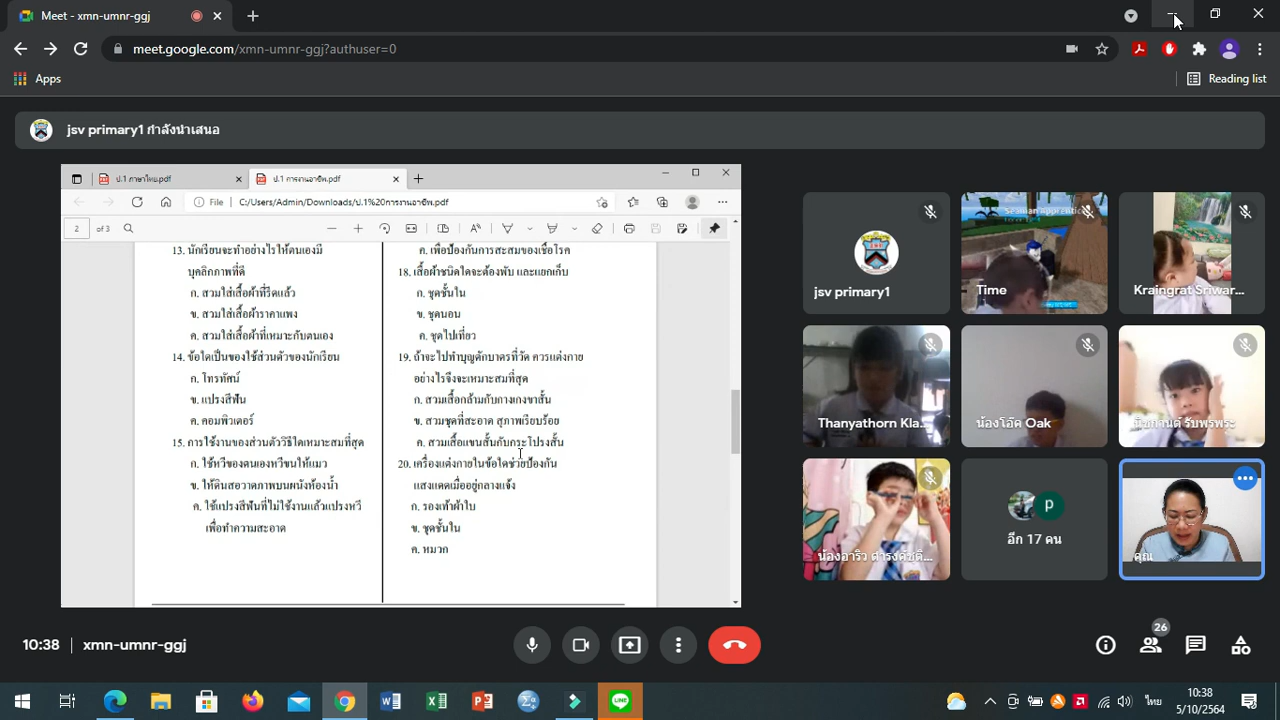 Meet - xmn-umnr-ggj
meet.google.com/xmn-umnr-ggj?authuser=0
Apps
Reading list
jsv primary1 กำลังนำเสนอ
ป.1 ภาษาไทย.pdf
ป.1 การงานอาชีพ.pdf
File
C:/Users/Admin/Downloads/ป.1%20การงานอาชีพ.pdf
2
of 3
13. นักเรียนจะทำอย่างไรให้ตนเองมี
บุคลิกภาพที่ดี
ก. สวมใส่เสื้อผ้าที่รีดแล้ว
ข. สวมใส่เสื้อผ้าราคาแพง
ค. สวมใส่เสื้อผ้าที่เหมาะกับตนเอง
14. ข้อใดเป็นของใช้ส่วนตัวของนักเรียน
ก. โทรทัศน์
ข. แปรงสีฟัน
ค. คอมพิวเตอร์
15. การใช้งานของส่วนตัววิธีใดเหมาะสมที่สุด
ก. ใช้หวีของตนเองหวีขนให้แมว
ข. ใช้ดินสอวาดภาพบนผนังห้องน้ำ
ค. ใช้แปรงสีฟันที่ไม่ใช้งานแล้วแปรงหวี
เพื่อทำความสะอาด
ค. เพื่อป้องกันการสะสมของเชื้อโรค
18. เสื้อผ้าชนิดใดจะต้องพับ และแยกเก็บ
ก. ชุดชั้นใน
ข. ชุดนอน
ค. ชุดไปเที่ยว
19. ถ้าจะไปทำบุญตักบาตรที่วัด ควรแต่งกาย
อย่างไรจึงจะเหมาะสมที่สุด
ก. สวมเสื้อกล้ามกับกางเกงขาสั้น
ข. สวมชุดที่สะอาด สุภาพเรียบร้อย
ค. สวมเสื้อแขนสั้นกับกระโปรงสั้น
20. เครื่องแต่งกายในข้อใดช่วยป้องกัน
แสงแดดเมื่ออยู่กลางแจ้ง
ก. รองเท้าผ้าใบ
ข. ชุดชั้นใน
ค. หมวก
jsv primary1
Time
Kraingrat Sriwar...
Thanyathorn Kla...
น้องโอ๊ค Oak
p
อีก 17 คน
คุณ
10:38
xmn-umnr-ggj
26
ไทย
10:38
5/10/2564